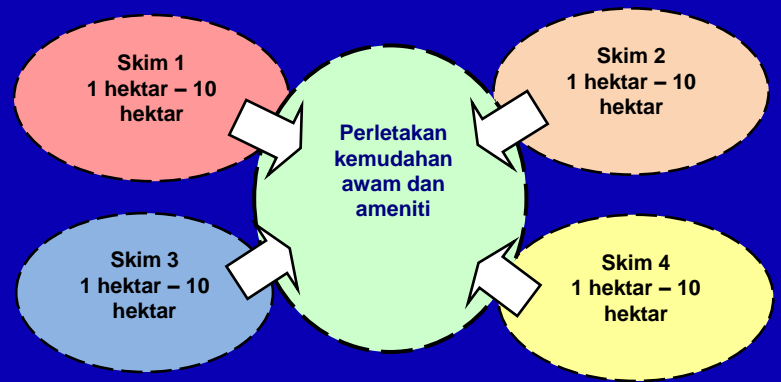 Skim 1
1 hektar – 10
hektar
Skim 2
1 hektar – 10
hektar
Perletakan
kemudahan
awam dan
ameniti
Skim 3
1 hektar – 10
hektar
Skim 4
1 hektar – 10
hektar